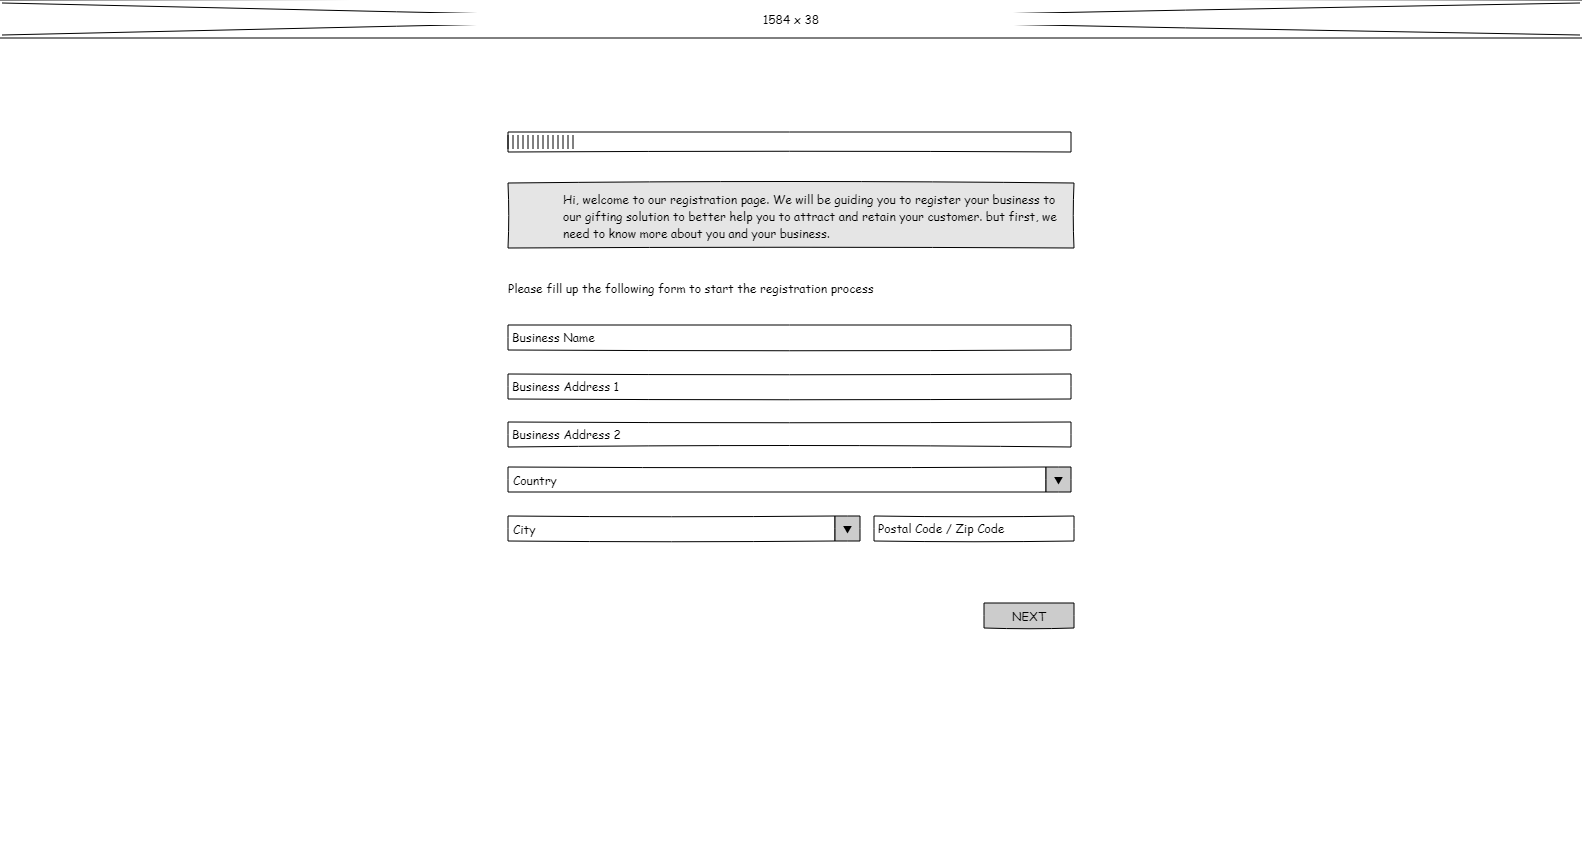 1584 x 38
Hi, welcome to our registration page. We will be guiding you to register your business to
our gifting solution to better help you to attract and retain your customer. but first, we
need to know more about you and your business.
Please fill up the following form to start the registration process
Business Name
Business Address 1
Business Address 2
Country
City
Postal Code / Zip Code
NEXT